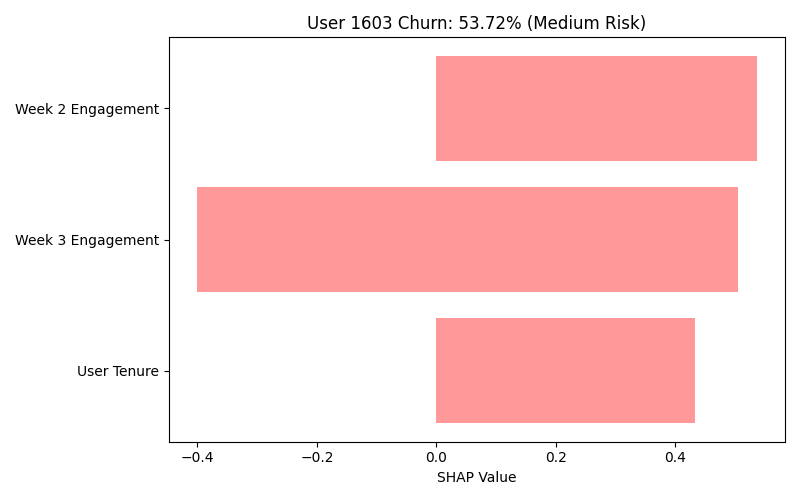 User 1603 Churn: 53.72% (Medium Risk)
Week 2 Engagement
Week 3 Engagement
User Tenure
−0.4 −0.2 0.0 0.2 0.4
SHAP Value